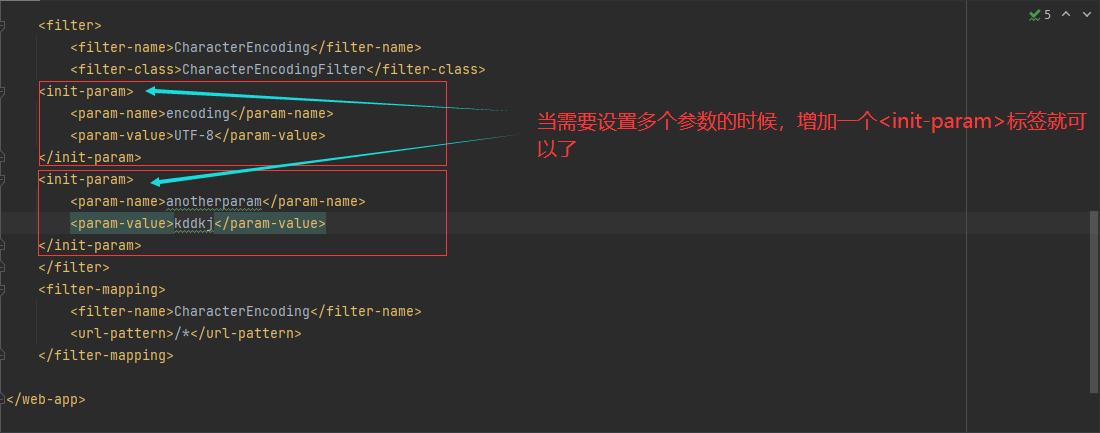 <filter>
<filter-name>CharacterEncoding</filter-name>
<filter-class>CharacterEncodingFilter</filter-class>
<init-param>
<param-name>encoding</param-name>
<param-value>UTF-8</param-value>
</init-param>
<init-param>
<param-name>anotherparam</param-name>
<param-value>kddkj</param-value>
</init-param>
</filter>
<filter-mapping>
<filter-name>CharacterEncoding</filter-name>
<url-pattern>/*</url-pattern>
</filter-mapping>
</web-app>
5
当需要设置多个参数的时候，增加一个<init-param>标签就可
以了